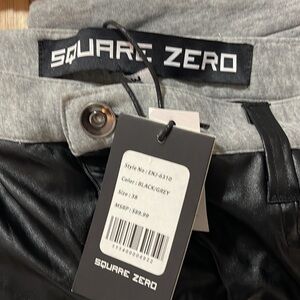 SQUARE ZERO
Style No : ENJ-6310
Color : BLACK/GREY
Size : 38
MSRP : $89.99
SQUARE ZERO